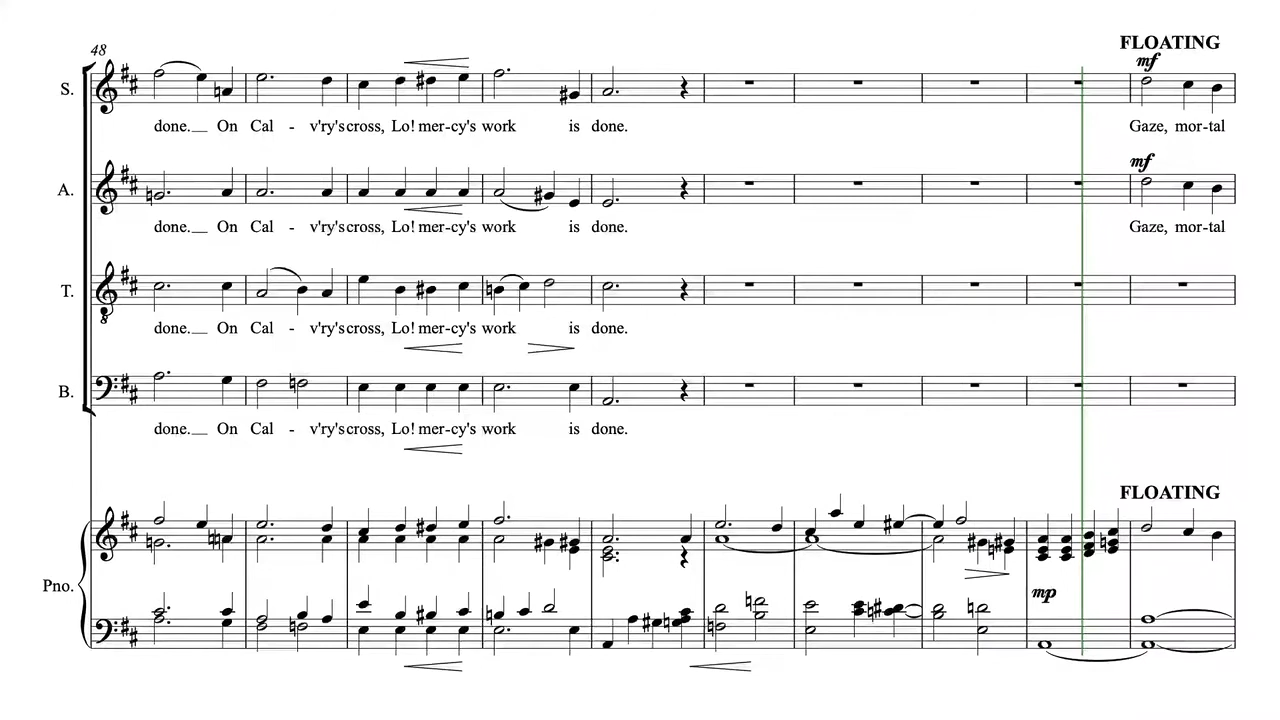 FLOATING
48
mf
S.
done.__ On Cal - v'ry's cross, Lo! mer-cy's work is done.
Gaze, mor-tal
mf
A.
done.__ On Cal - v'ry's cross, Lo! mer-cy's work is done.
Gaze, mor-tal
T.
done.__ On Cal - v'ry's cross, Lo! mer-cy's work is done.
B.
done.__ On Cal - v'ry's cross, Lo! mer-cy's work is done.
FLOATING
Pno.
mp